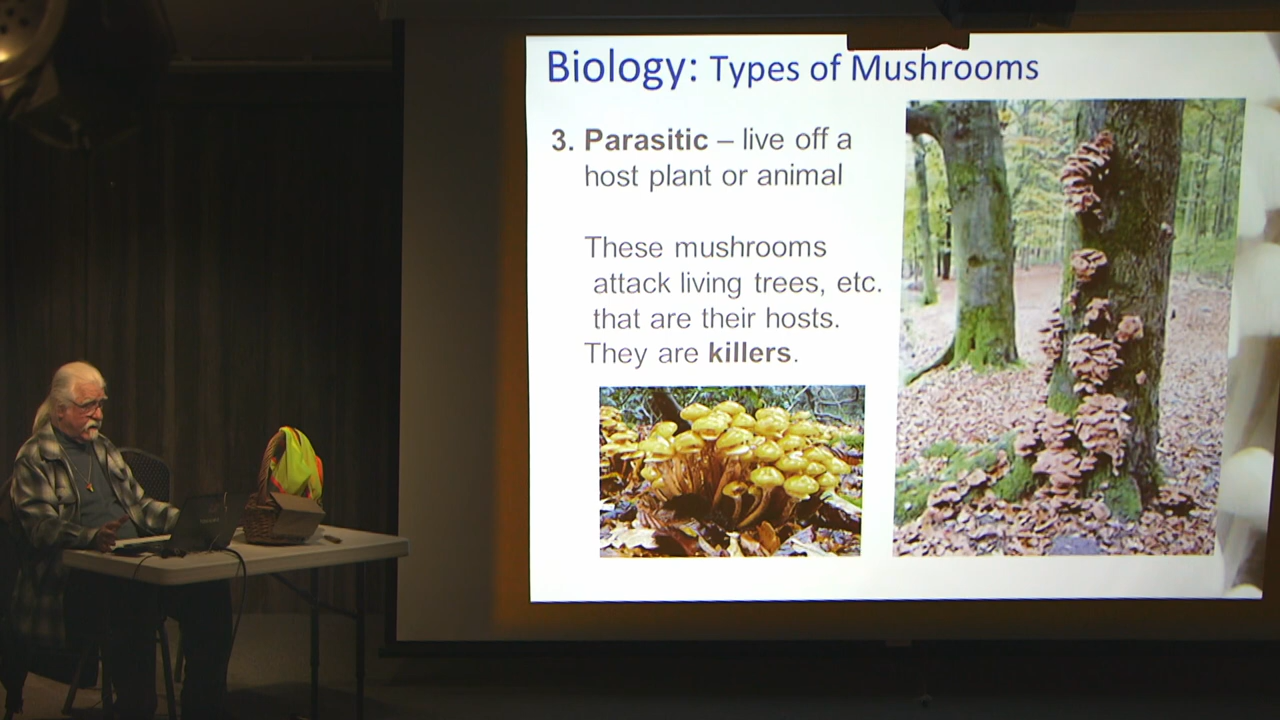 Biology: Types of Mushrooms
3. Parasitic – live off a
host plant or animal
These mushrooms
attack living trees, etc.
that are their hosts.
They are killers.